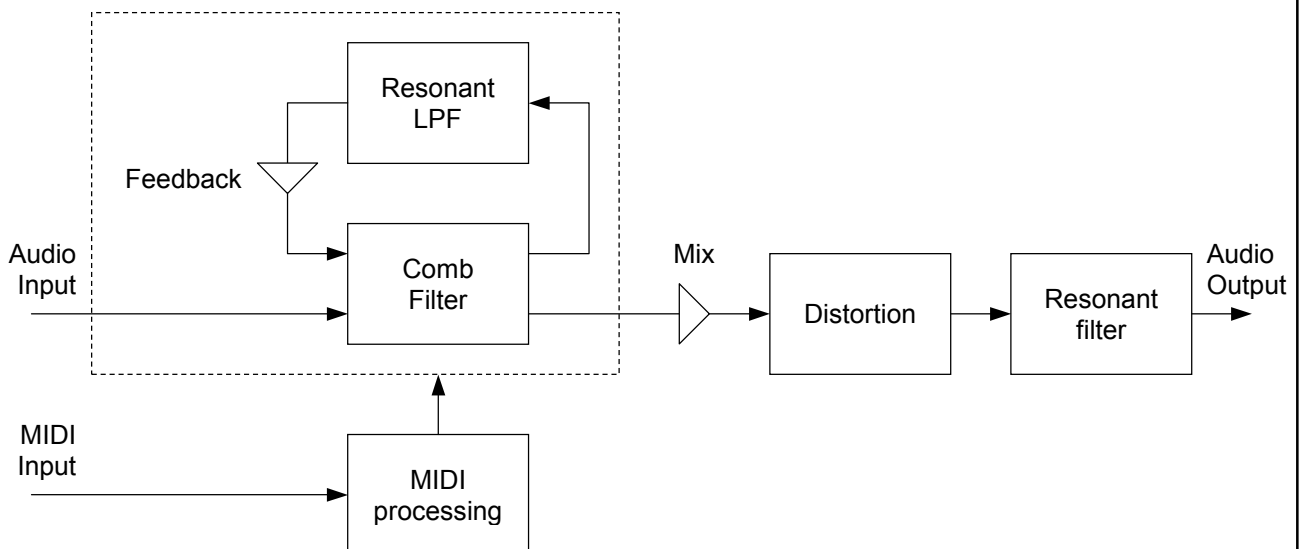 Resonant
LPF
Feedback
Audio
Input
Comb
Filter
Mix
Distortion
Resonant
filter
Audio
Output
MIDI
Input
MIDI
processing